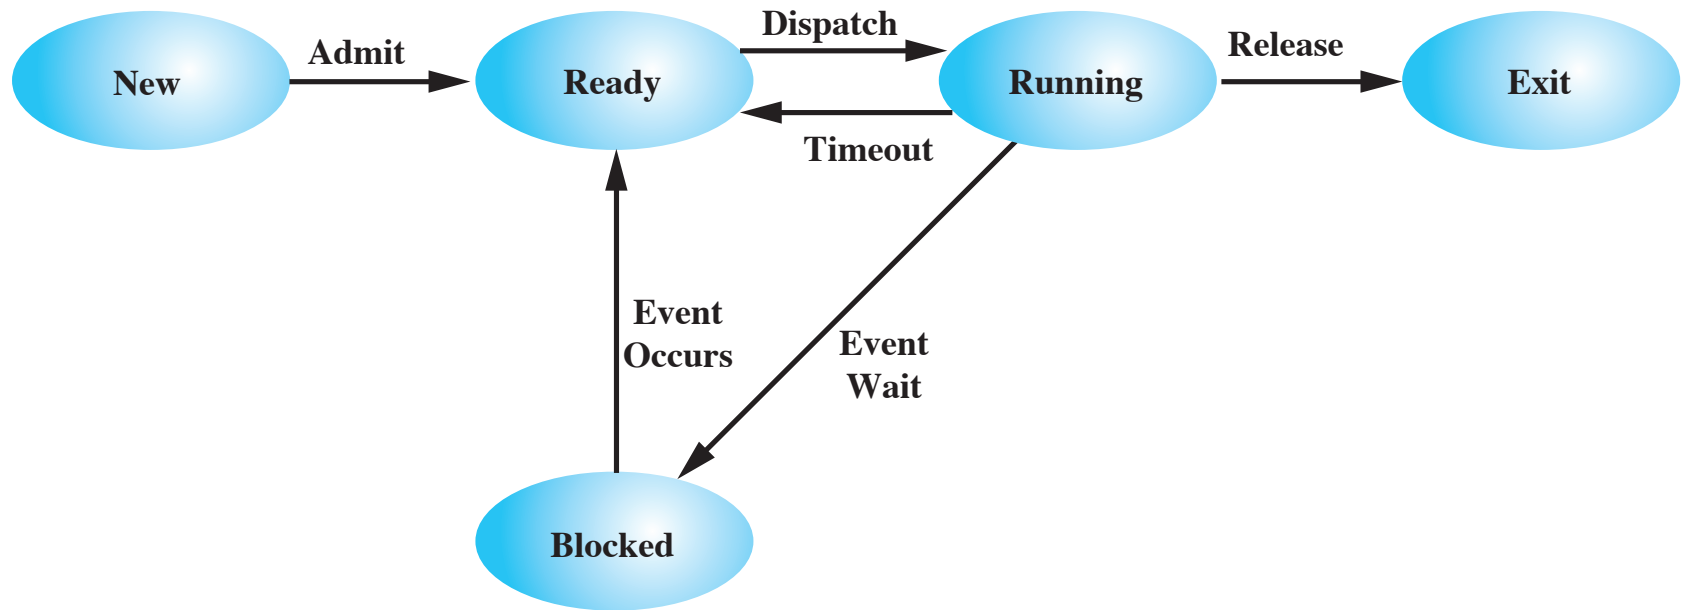 Dispatch
Admit
Release
New
Ready
Running
Exit
Timeout
Event
Occurs
Event
Wait
Blocked